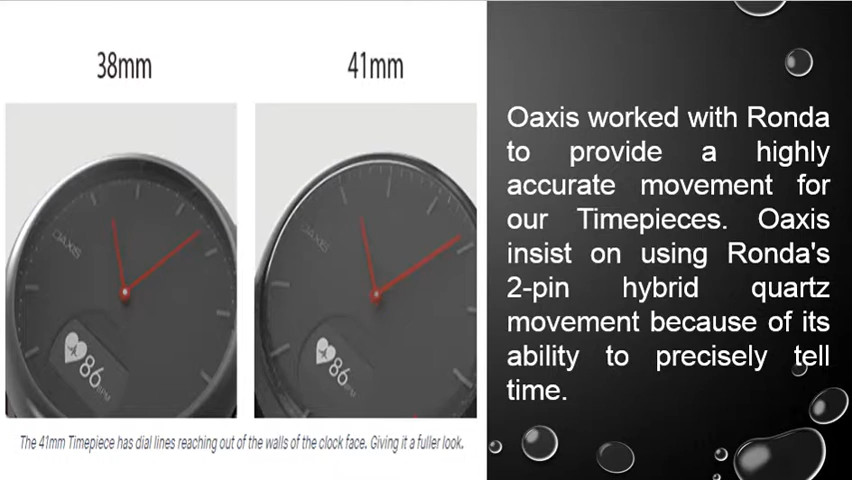 38mm
41mm
OAXIS
OAXIS
86 BPM
86 BPM
The 41mm Timepiece has dial lines reaching out of the walls of the clock face. Giving it a fuller look.
Oaxis worked with Ronda
to provide a highly
accurate movement for
our Timepieces. Oaxis
insist on using Ronda's
2-pin hybrid quartz
movement because of its
ability to precisely tell
time.